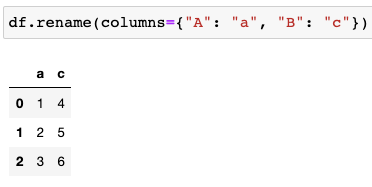 df.rename(columns={"A": "a", "B": "c"})
a c
0 1 4
1 2 5
2 3 6